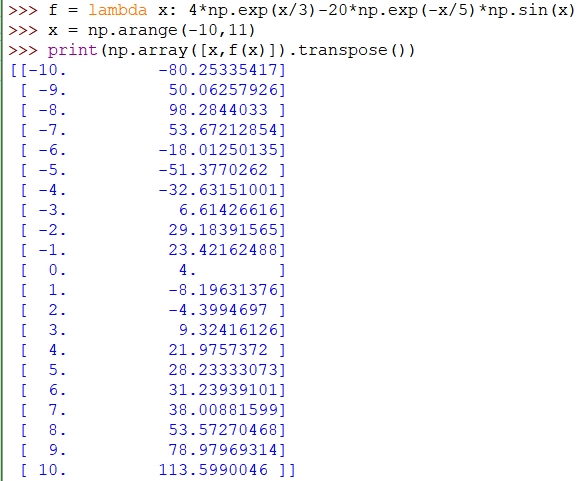 >>> f = lambda x: 4*np.exp(x/3)-20*np.exp(-x/5)*np.sin(x)
>>> x = np.arange(-10,11)
>>> print(np.array([x,f(x)]).transpose())
[[-10.         -80.25335417]
 [ -9.          50.06257926]
 [ -8.          98.2844033 ]
 [ -7.          53.67212854]
 [ -6.         -18.01250135]
 [ -5.         -51.3770262 ]
 [ -4.         -32.63151001]
 [ -3.           6.61426616]
 [ -2.          29.18391565]
 [ -1.          23.42162488]
 [  0.           4.        ]
 [  1.          -8.19631376]
 [  2.          -4.3994697 ]
 [  3.           9.32416126]
 [  4.          21.9757372 ]
 [  5.          28.23333073]
 [  6.          31.23939101]
 [  7.          38.00881599]
 [  8.          53.57270468]
 [  9.          78.97969314]
 [ 10.         113.5990046 ]]